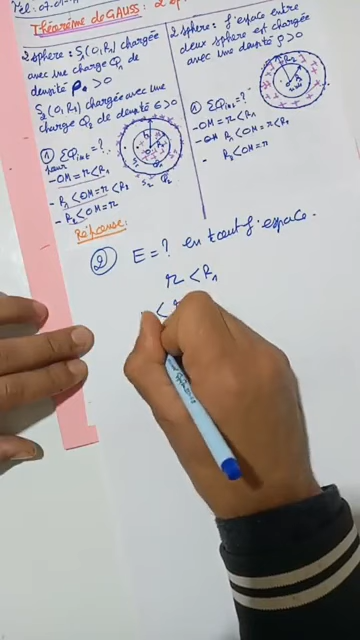 Théorème de GAUSS: 2
2 sphère: S₁(O,R₁) chargée
avec une charge Q₁ de
densité ρ₀ > 0
S₂(O,R₂) chargée avec une
charge Q₂ de densité σ>0
① ΣQint = ?
pour
- OM = r < R₁
- R₁ < OM = r < R₂
- R₂ < OM = r
Réponse:
2 sphère: l'espace entre
deux sphère est chargée
avec une densité ρ > 0
① ΣQint = ?
- OM = r < R₁
- R₁ < OM = r < R₂
- R₂ < OM = r
② E = ? en tout f. espace.
r < R₁
<